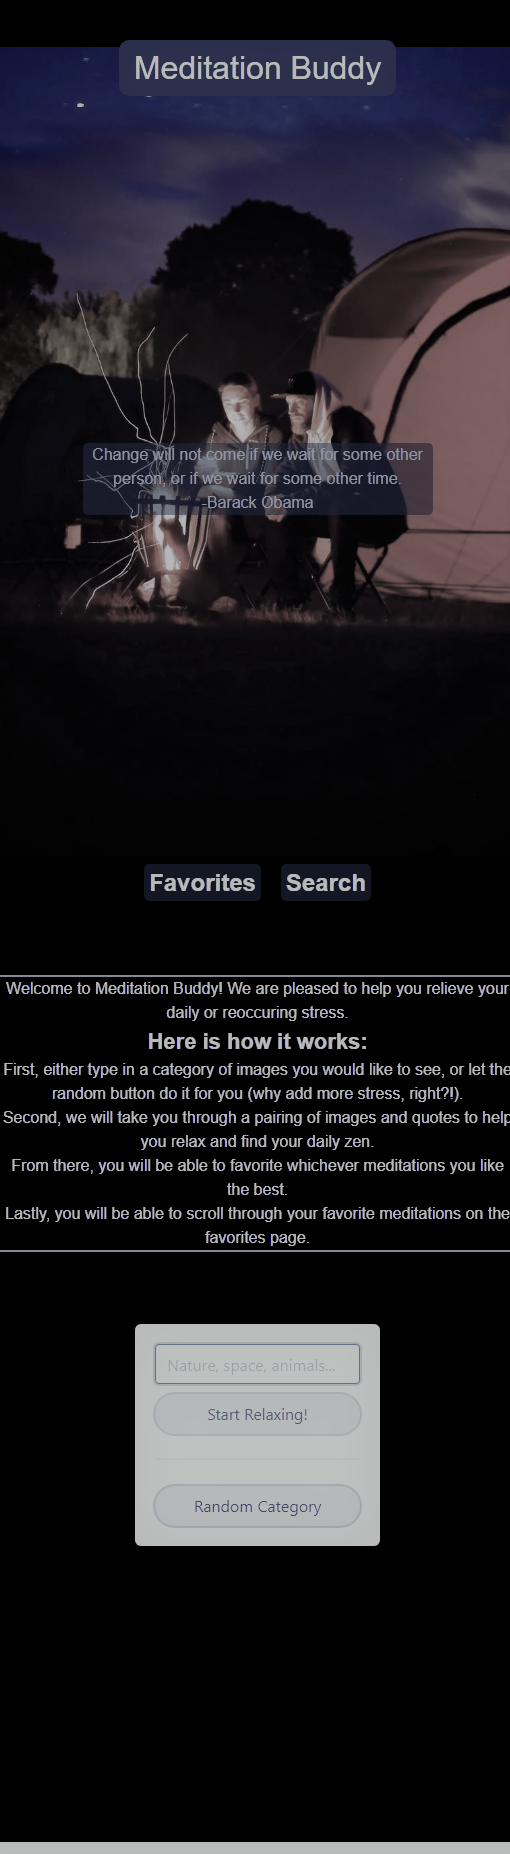 Meditation Buddy
Change will not come if we wait for some other
person, or if we wait for some other time.
-Barack Obama
Favorites Search
Welcome to Meditation Buddy! We are pleased to help you relieve your
daily or reoccuring stress.
Here is how it works:
First, either type in a category of images you would like to see, or let the
random button do it for you (why add more stress, right?!).
Second, we will take you through a pairing of images and quotes to help
you relax and find your daily zen.
From there, you will be able to favorite whichever meditations you like
the best.
Lastly, you will be able to scroll through your favorite meditations on the
favorites page.
Nature, space, animals...
Start Relaxing!
Random Category